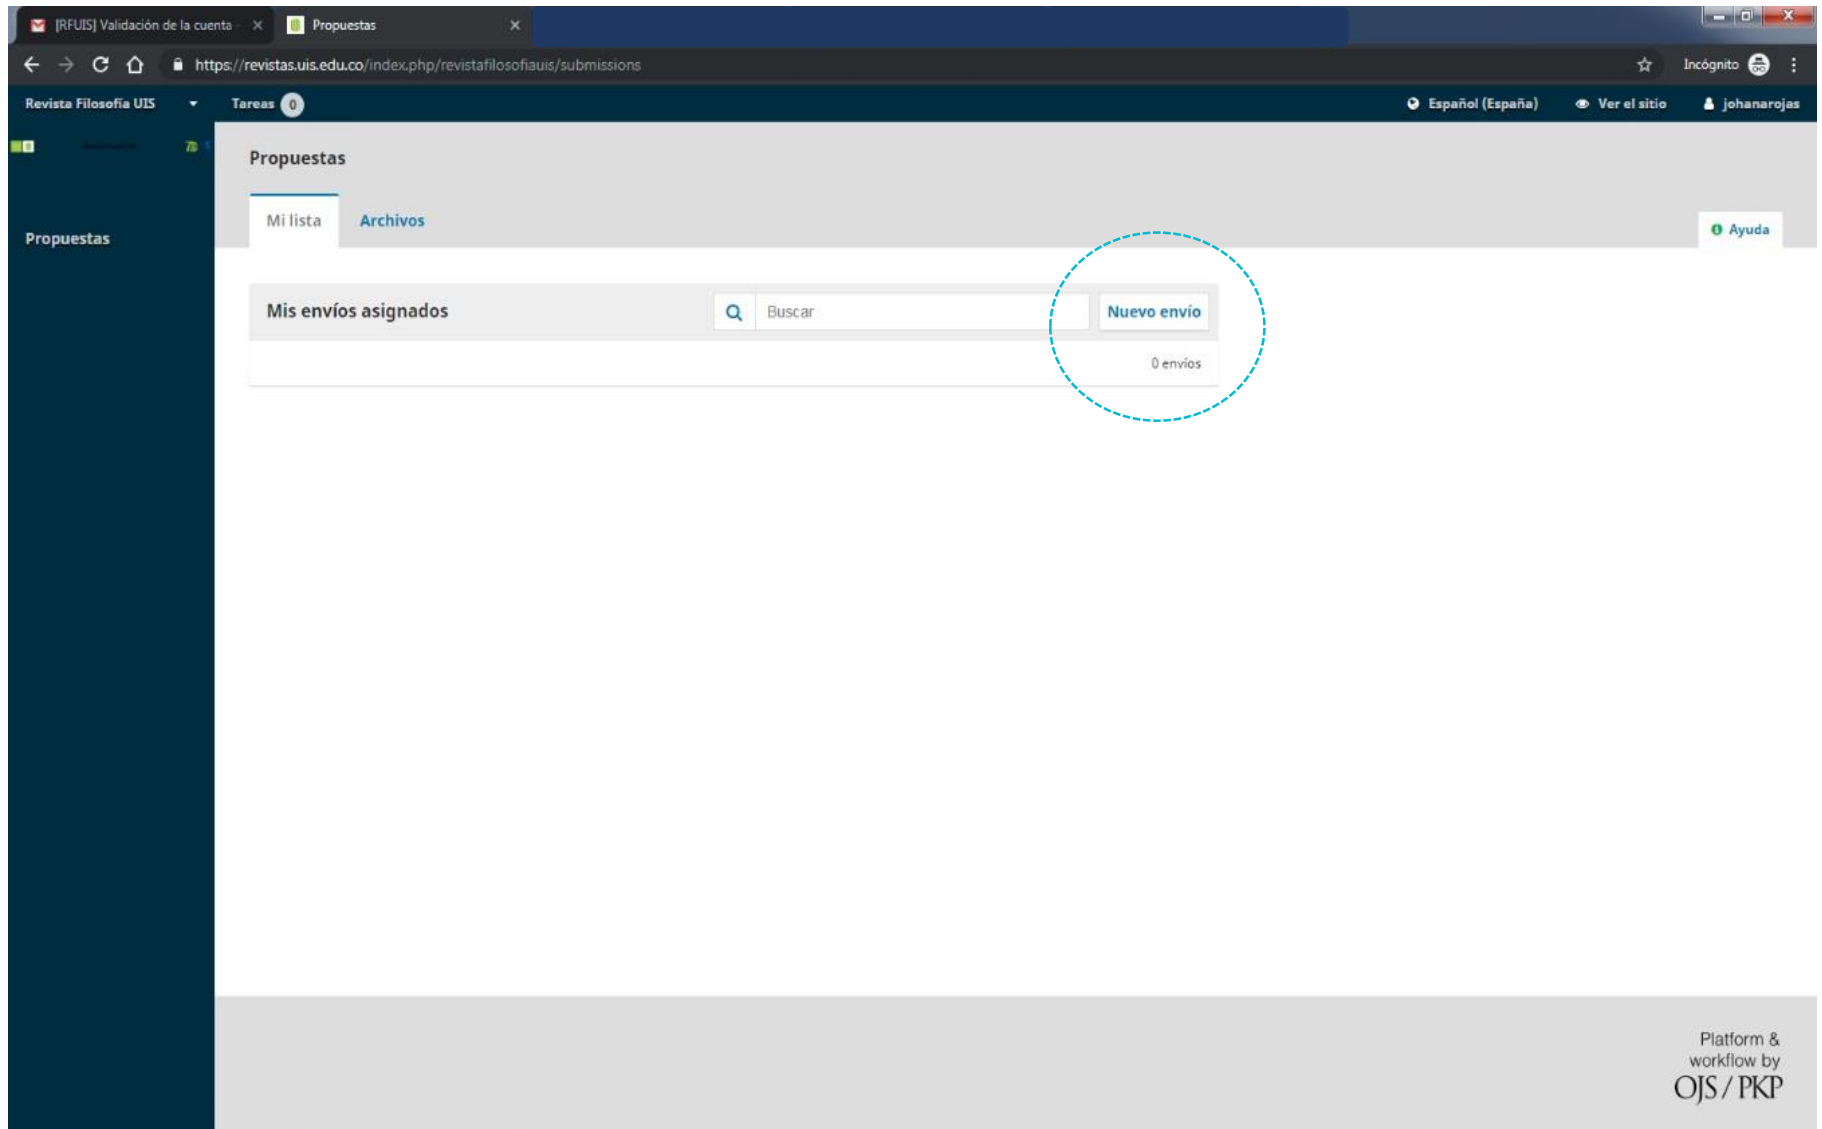 [RFUIS] Validación de la cuenta -
Propuestas
https://revistas.uis.edu.co/index.php/revistafilosofiauis/submissions
Incógnito
Revista Filosofía UIS
Tareas 0
Español (España)
Ver el sitio
johanarojas
Propuestas
Propuestas
Mi lista
Archivos
Ayuda
Mis envíos asignados
Buscar
Nuevo envío
0 envíos
Platform &
workflow by
OJS / PKP